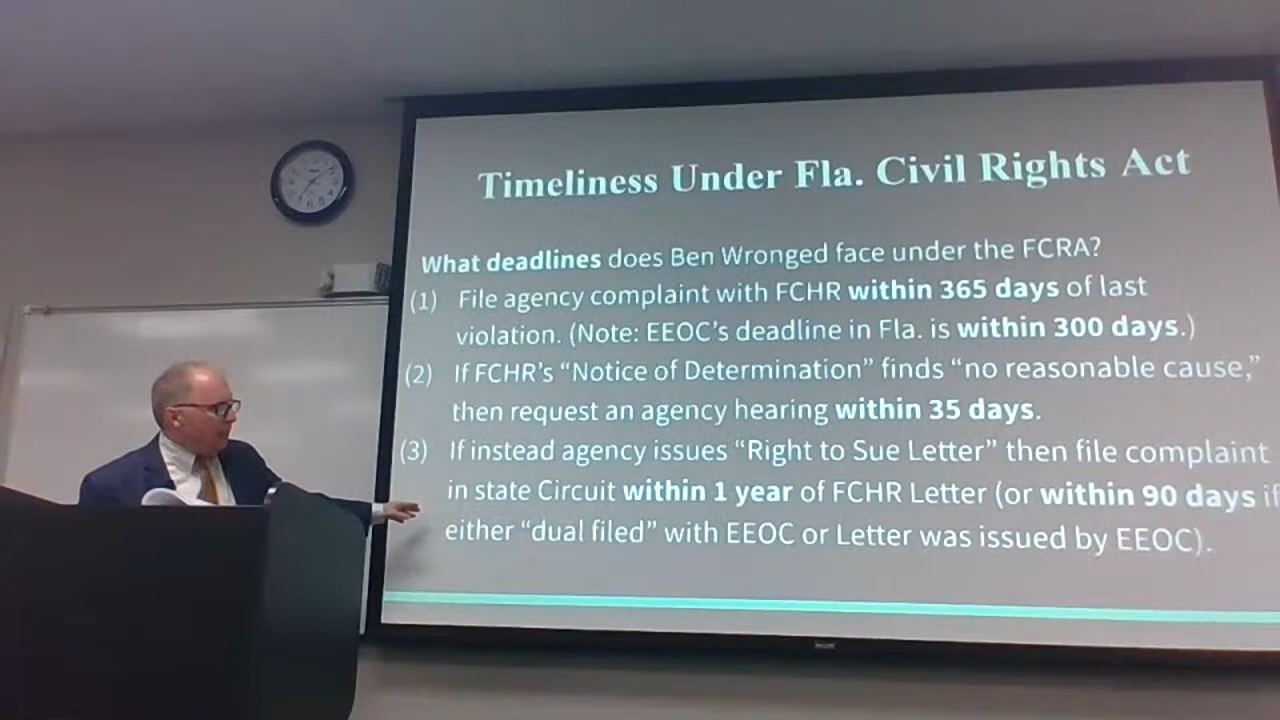 Timeliness Under Fla. Civil Rights Act
What deadlines does Ben Wronged face under the FCRA?
(1) File agency complaint with FCHR within 365 days of last
violation. (Note: EEOC's deadline in Fla. is within 300 days.)
(2) If FCHR's “Notice of Determination” finds “no reasonable cause,”
then request an agency hearing within 35 days.
(3) If instead agency issues “Right to Sue Letter” then file complaint
in state Circuit within 1 year of FCHR Letter (or within 90 days if
either “dual filed” with EEOC or Letter was issued by EEOC).